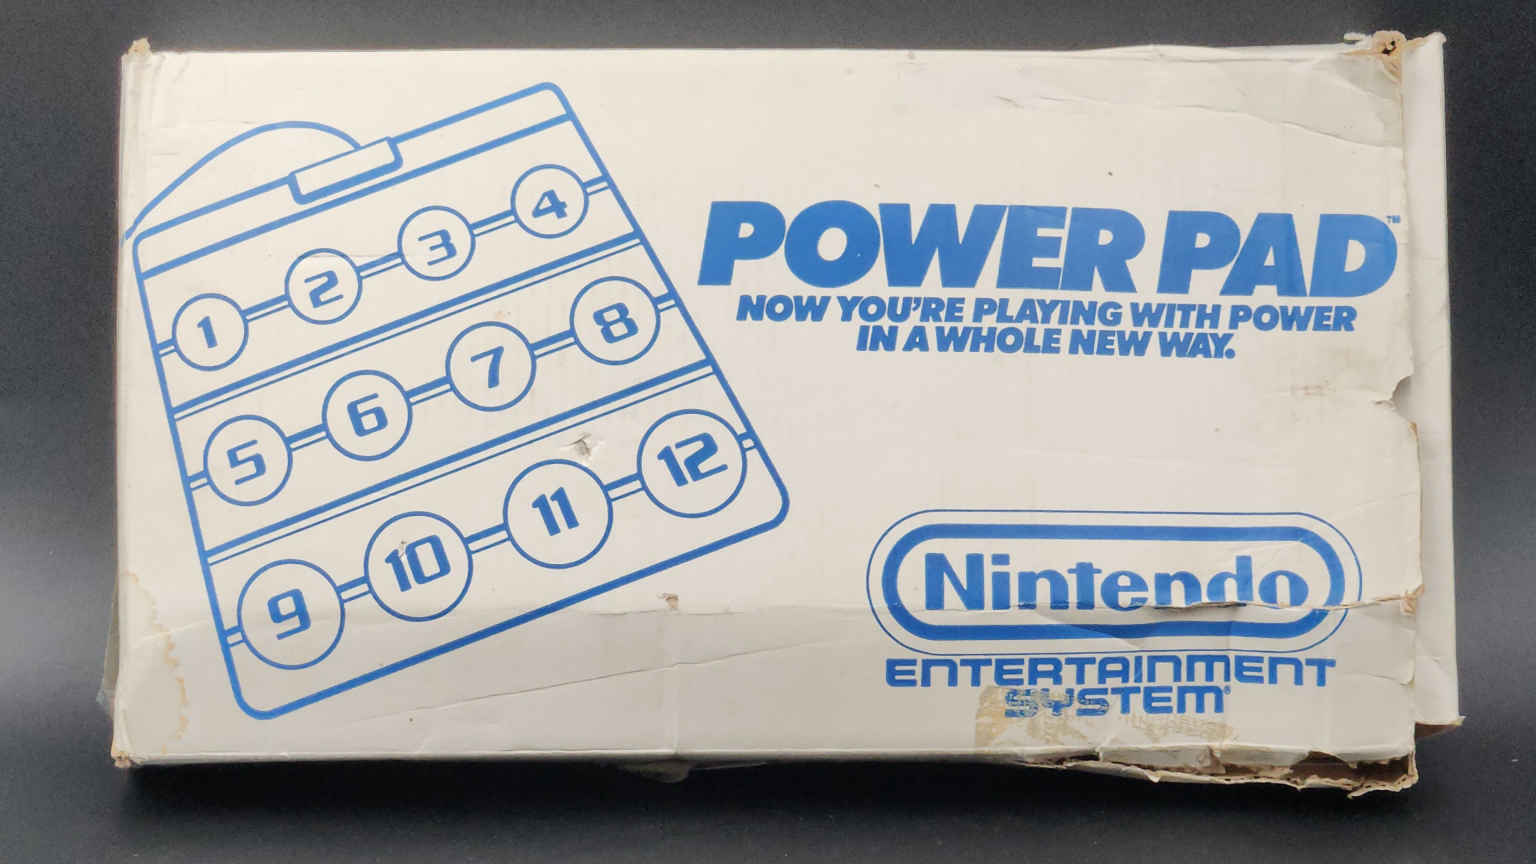 1 2 3 4
5 6 7 8
9 10 11 12
POWER PAD™
NOW YOU'RE PLAYING WITH POWER
IN A WHOLE NEW WAY.
Nintendo
ENTERTAINMENT
SYSTEM®